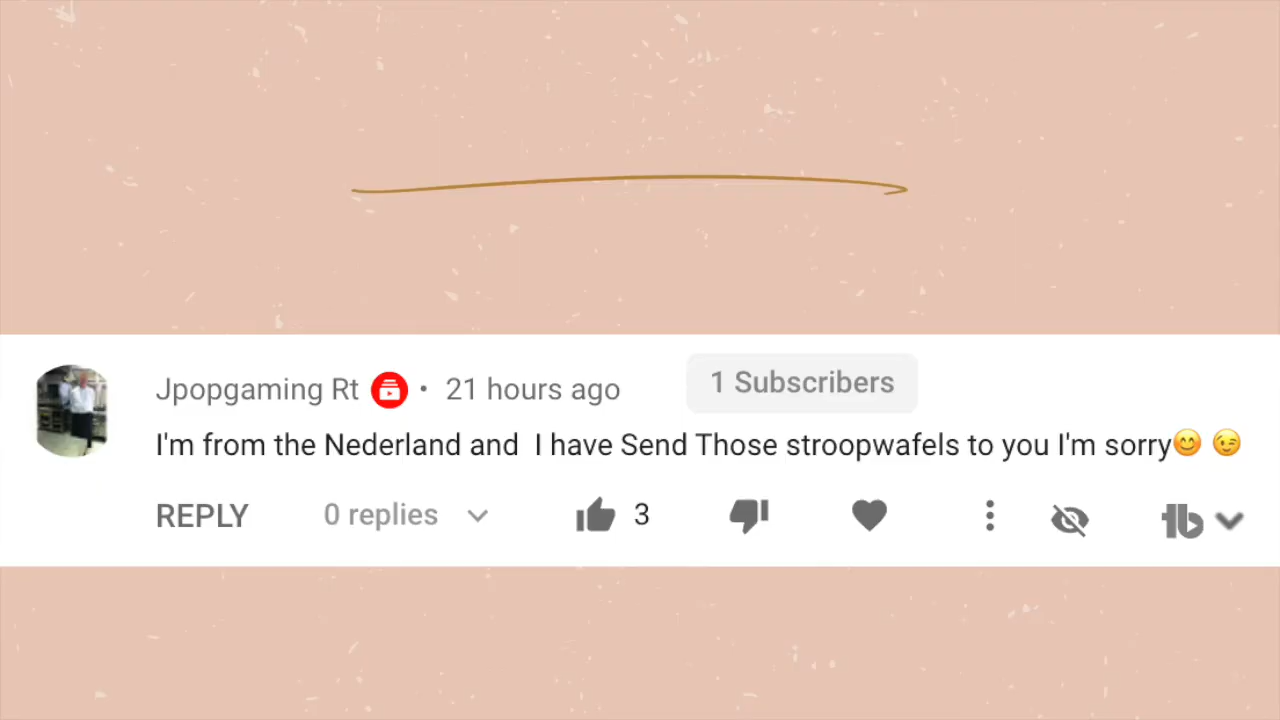 Jpopgaming Rt • 21 hours ago 1 Subscribers
I'm from the Nederland and I have Send Those stroopwafels to you I'm sorry😊 😉
REPLY 0 replies 3